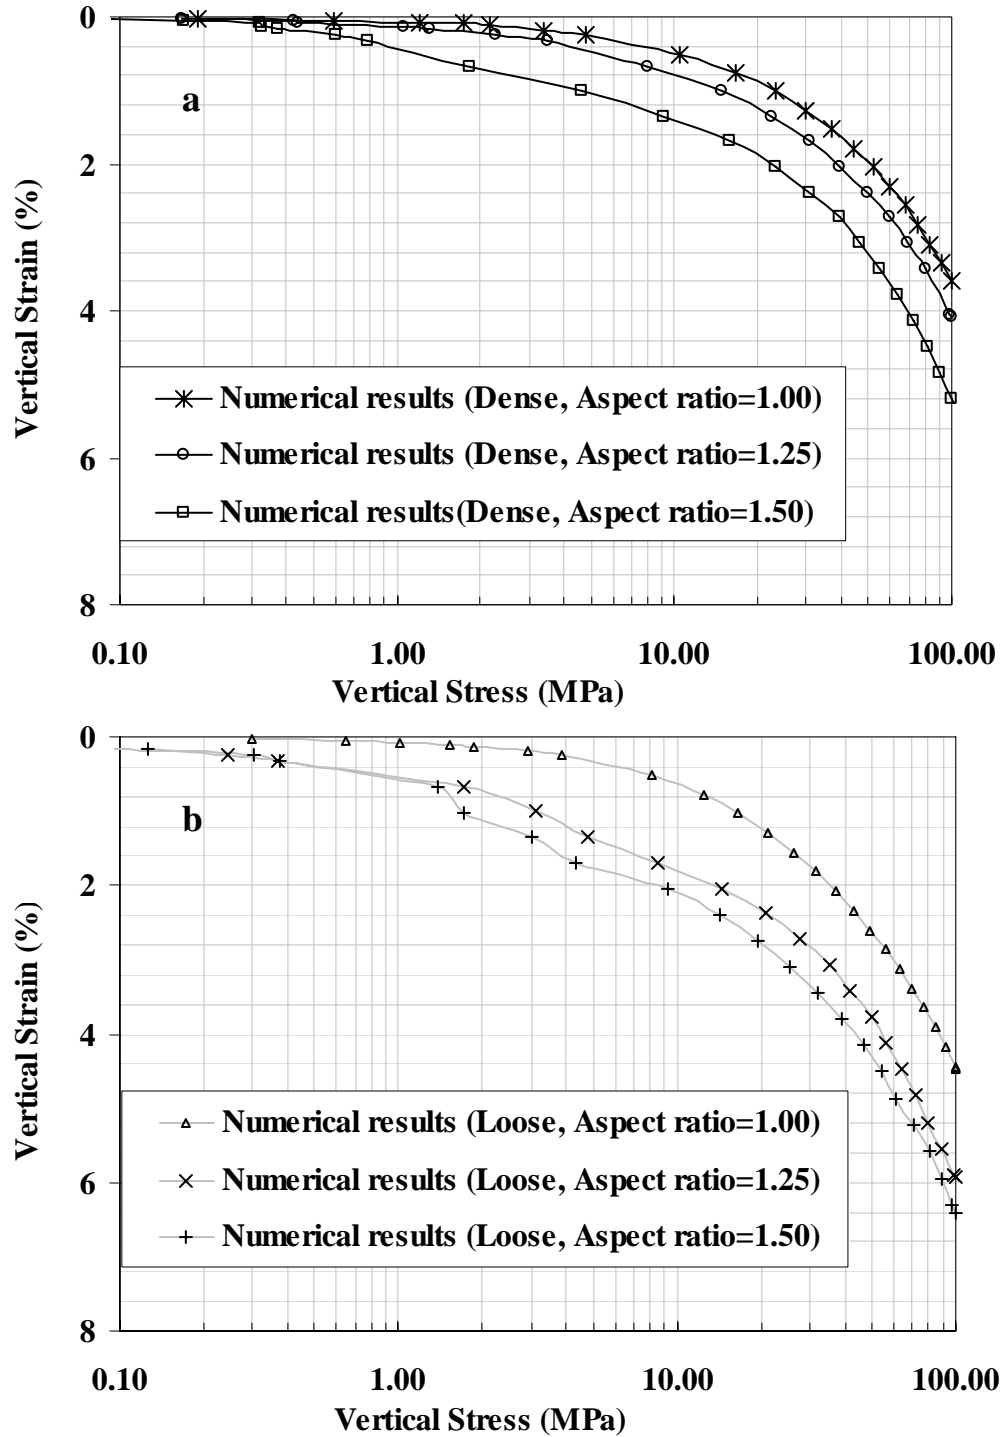 0
a
2
4
6
8
Vertical Strain (%)
Numerical results (Dense, Aspect ratio=1.00)
Numerical results (Dense, Aspect ratio=1.25)
Numerical results(Dense, Aspect ratio=1.50)
0.10 1.00 10.00 100.00
Vertical Stress (MPa)
0
b
2
4
6
8
Vertical Strain (%)
Numerical results (Loose, Aspect ratio=1.00)
Numerical results (Loose, Aspect ratio=1.25)
Numerical results (Loose, Aspect ratio=1.50)
0.10 1.00 10.00 100.00
Vertical Stress (MPa)